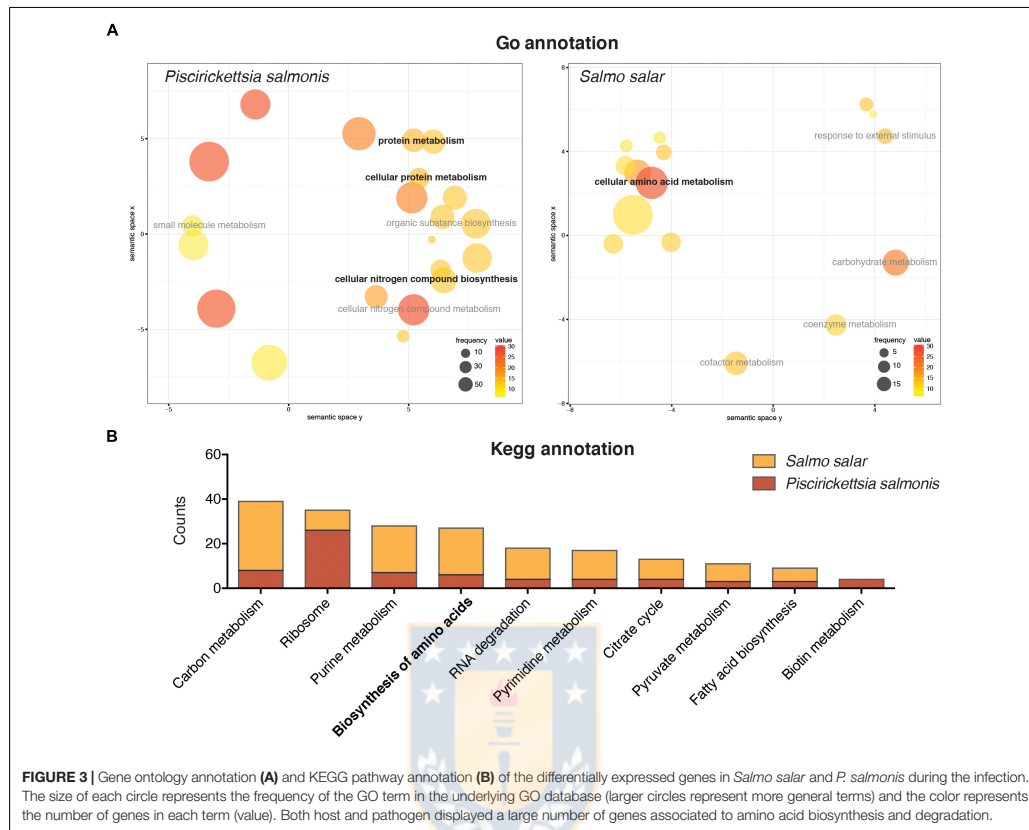 A
Go annotation
Piscirickettsia salmonis
protein metabolism
cellular protein metabolism
small molecule metabolism
organic substance biosynthesis
cellular nitrogen compound biosynthesis
cellular nitrogen compound metabolism
5
0
-5
semantic space x
-5
0
5
semantic space y
frequency
10
30
50
value
30
25
20
15
10
Salmo salar
response to external stimulus
cellular amino acid metabolism
carbohydrate metabolism
coenzyme metabolism
cofactor metabolism
8
4
0
-4
-8
semantic space x
-8
-4
0
4
semantic space y
frequency
5
10
15
value
30
25
20
15
10
B
Kegg annotation
Salmo salar
Piscirickettsia salmonis
60
40
20
0
Counts
Carbon metabolism
Ribosome
Purine metabolism
Biosynthesis of amino acids
RNA degradation
Pyrimidine metabolism
Citrate cycle
Pyruvate metabolism
Fatty acid biosynthesis
Biotin metabolism
FIGURE 3 | Gene ontology annotation (A) and KEGG pathway annotation (B) of the differentially expressed genes in Salmo salar and P. salmonis during the infection.
The size of each circle represents the frequency of the GO term in the underlying GO database (larger circles represent more general terms) and the color represents
the number of genes in each term (value). Both host and pathogen displayed a large number of genes associated to amino acid biosynthesis and degradation.